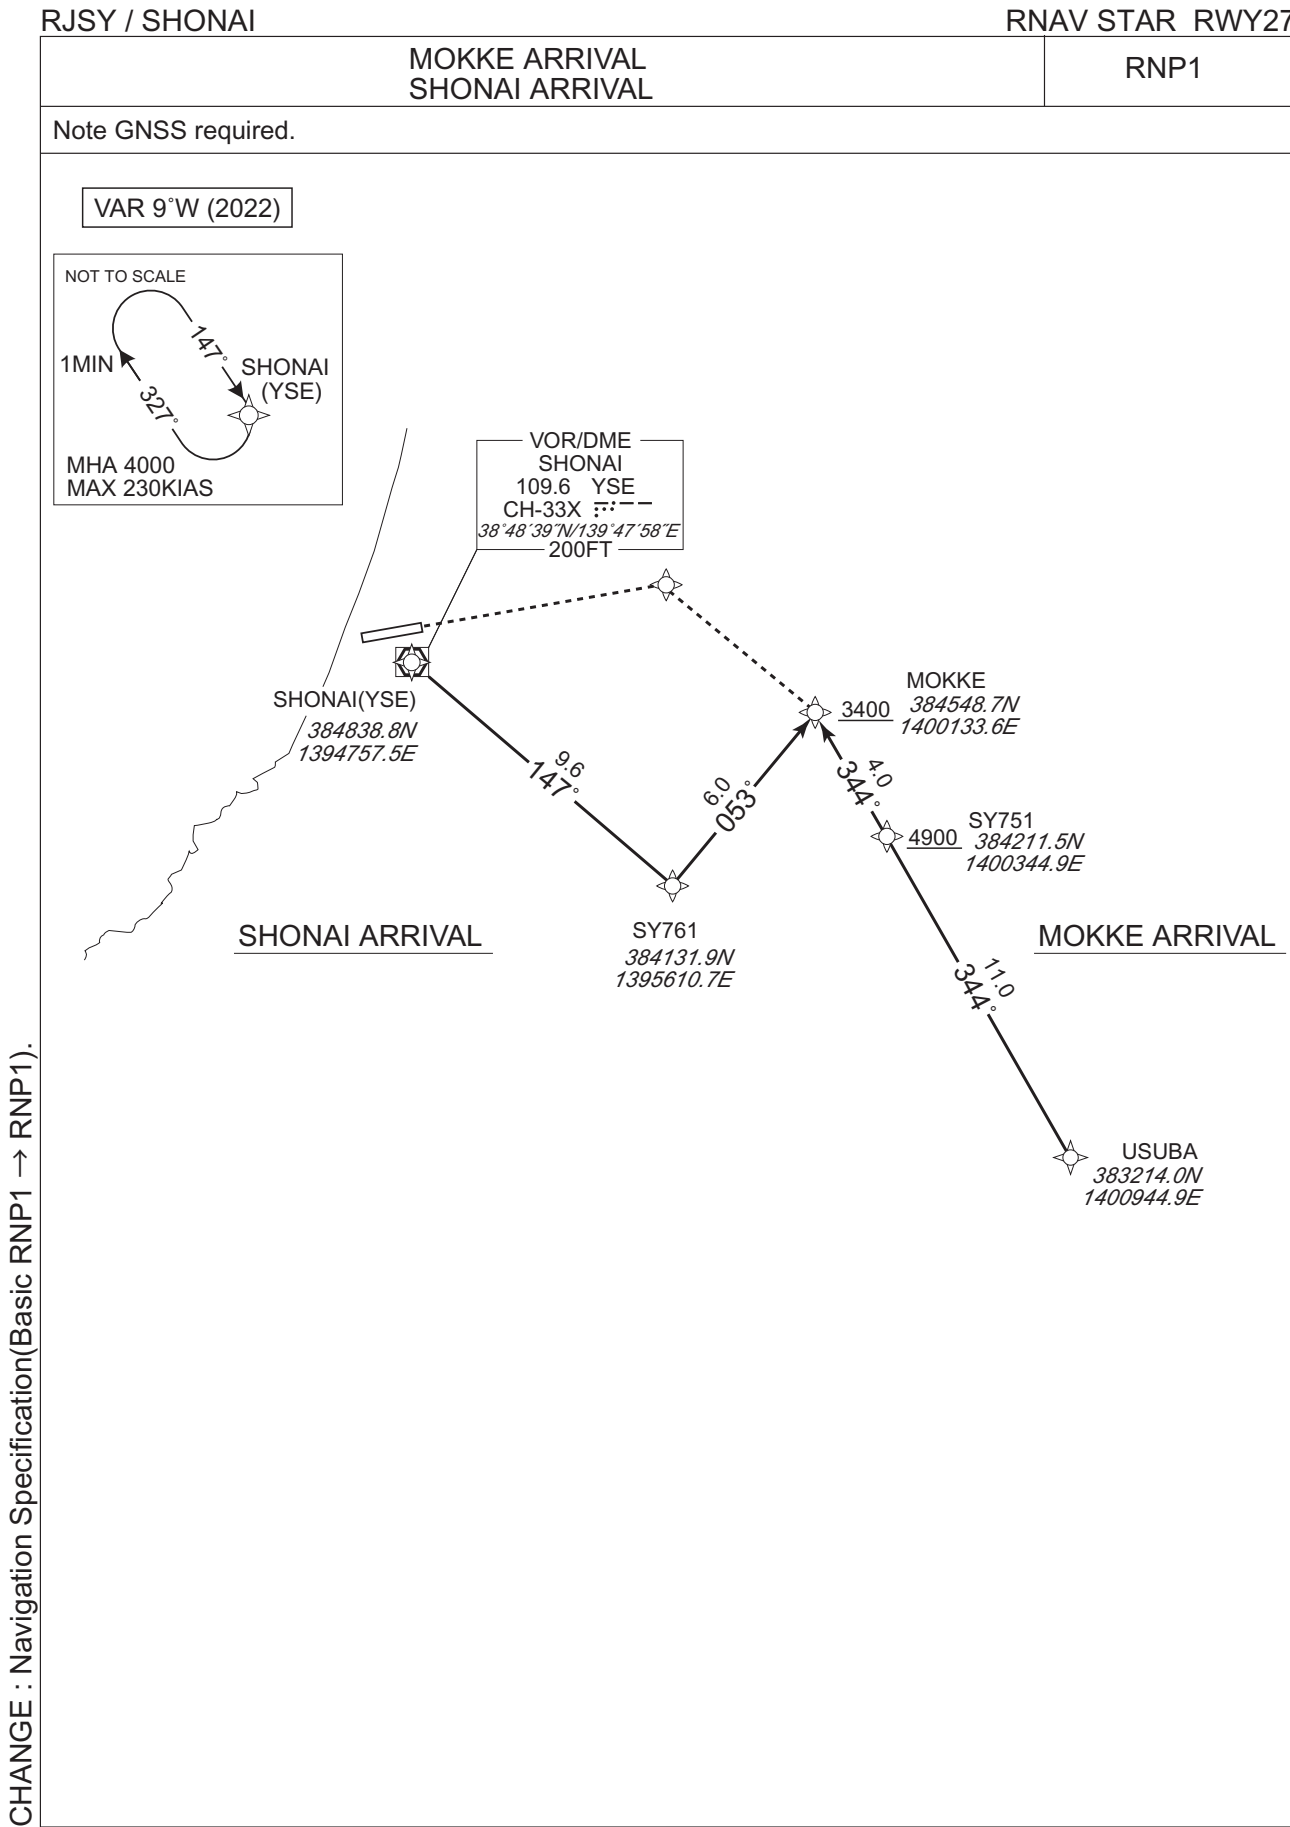 RJSY / SHONAI
RNAV STAR RWY27
MOKKE ARRIVAL
SHONAI ARRIVAL
RNP1
Note GNSS required.
VAR 9˚W (2022)
NOT TO SCALE
147˚
1MIN
SHONAI
(YSE)
327˚
MHA 4000
MAX 230KIAS
VOR/DME
SHONAI
109.6 YSE
CH-33X
38˚48´39˝N/139˚47´58˝E
200FT
SHONAI(YSE)
384838.8N
1394757.5E
MOKKE
3400 384548.7N
1400133.6E
9.6
147˚
6.0
053˚
4.0
344˚
SY751
4900 384211.5N
1400344.9E
SY761
384131.9N
1395610.7E
SHONAI ARRIVAL
MOKKE ARRIVAL
11.0
344˚
USUBA
383214.0N
1400944.9E
CHANGE : Navigation Specification(Basic RNP1 → RNP1).